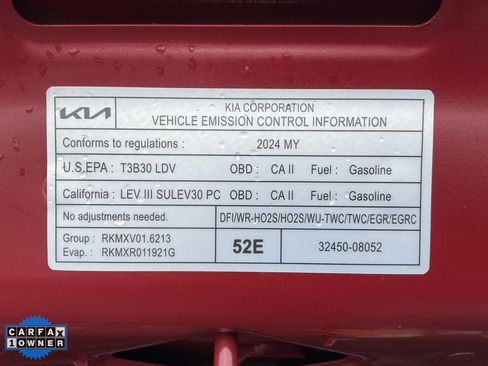 KIA
KIA CORPORATION
VEHICLE EMISSION CONTROL INFORMATION
Conforms to regulations : 2024 MY
U.S.EPA : T3B30 LDV OBD : CA II Fuel : Gasoline
California : LEV III SULEV30 PC OBD : CA II Fuel : Gasoline
No adjustments needed. DFI/WR-HO2S/HO2S/WU-TWC/TWC/EGR/EGRC
Group : RKMXV01.6213
Evap. : RKMXR011921G
52E
32450-08052
CARFAX
1 OWNER